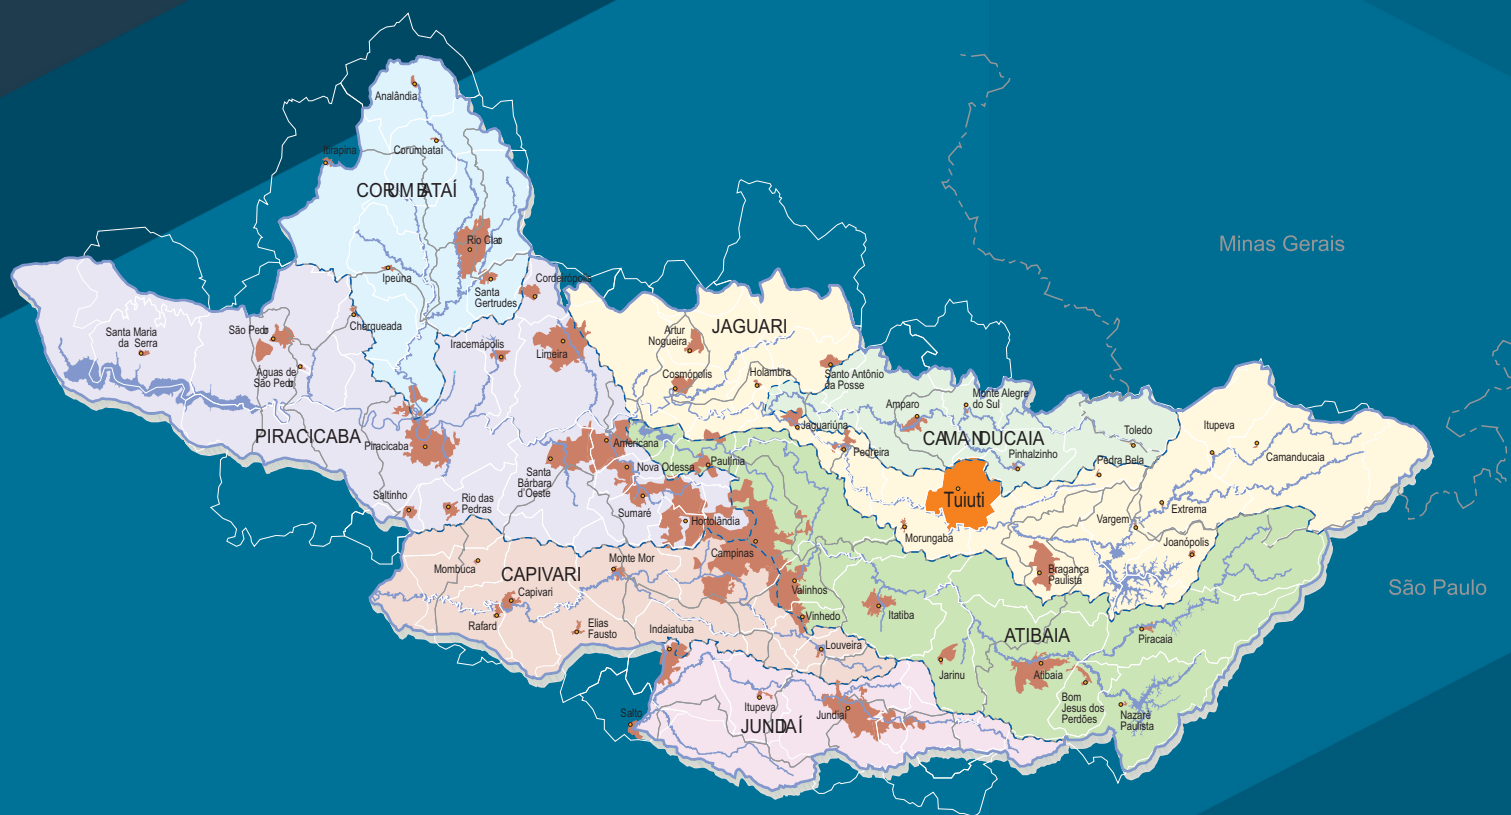 Analândia
Itirapina
Corumbataí
CORUMBATAÍ
Rio Claro
Minas Gerais
Ipeúna
Santa
Gertrudes
Cordeirópolis
Charqueada
São Pedro
Santa Maria
da Serra
Águas de
São Pedro
Iracemápolis
Limeira
JAGUARI
Artur
Nogueira
Cosmópolis
Holambra
Santo Antônio
da Posse
Monte Alegre
do Sul
Amparo
Jaguariúna
CAMANDUCAIA
Toledo
Itupeva
Camanducaia
Pinhalzinho
Pedra Bela
PIRACICABA
Piracicaba
Americana
Pedreira
Nova Odessa
Paulínia
Santa
Bárbara
d'Oeste
Saltinho
Rio das
Pedras
Sumaré
Hortolândia
Tuiuti
Extrema
Vargem
Morungaba
Joanópolis
Campinas
Mombuca
CAPIVARI
Monte Mor
Bragança
Paulista
São Paulo
Valinhos
Capivari
Rafard
Elias
Fausto
Indaiatuba
Vinhedo
Itatiba
Louveira
ATIBAIA
Piracaia
Jarinu
Atibaia
Bom
Jesus dos
Perdões
Nazaré
Paulista
Salto
Itupeva
Jundiaí
JUNDIAÍ